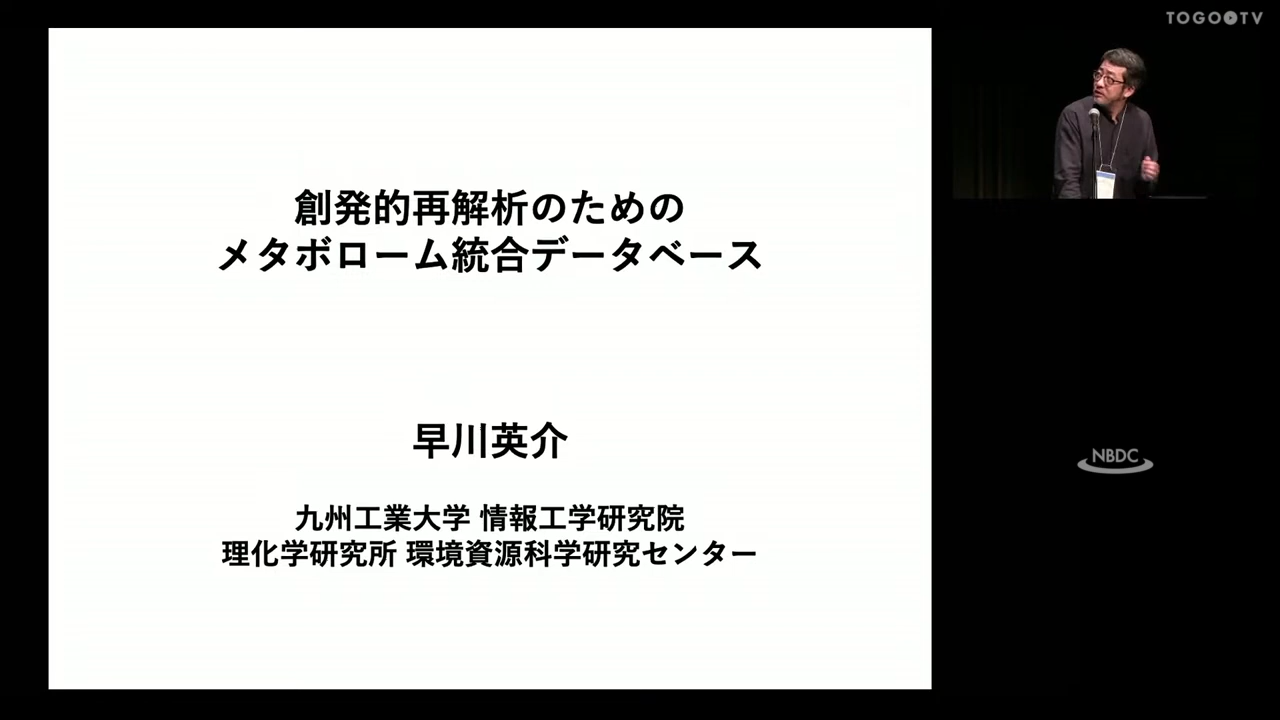 TOGOTV
創発的再解析のための
メタボローム統合データベース
早川英介
九州工業大学 情報工学研究院
理化学研究所 環境資源科学研究センター
NBDC